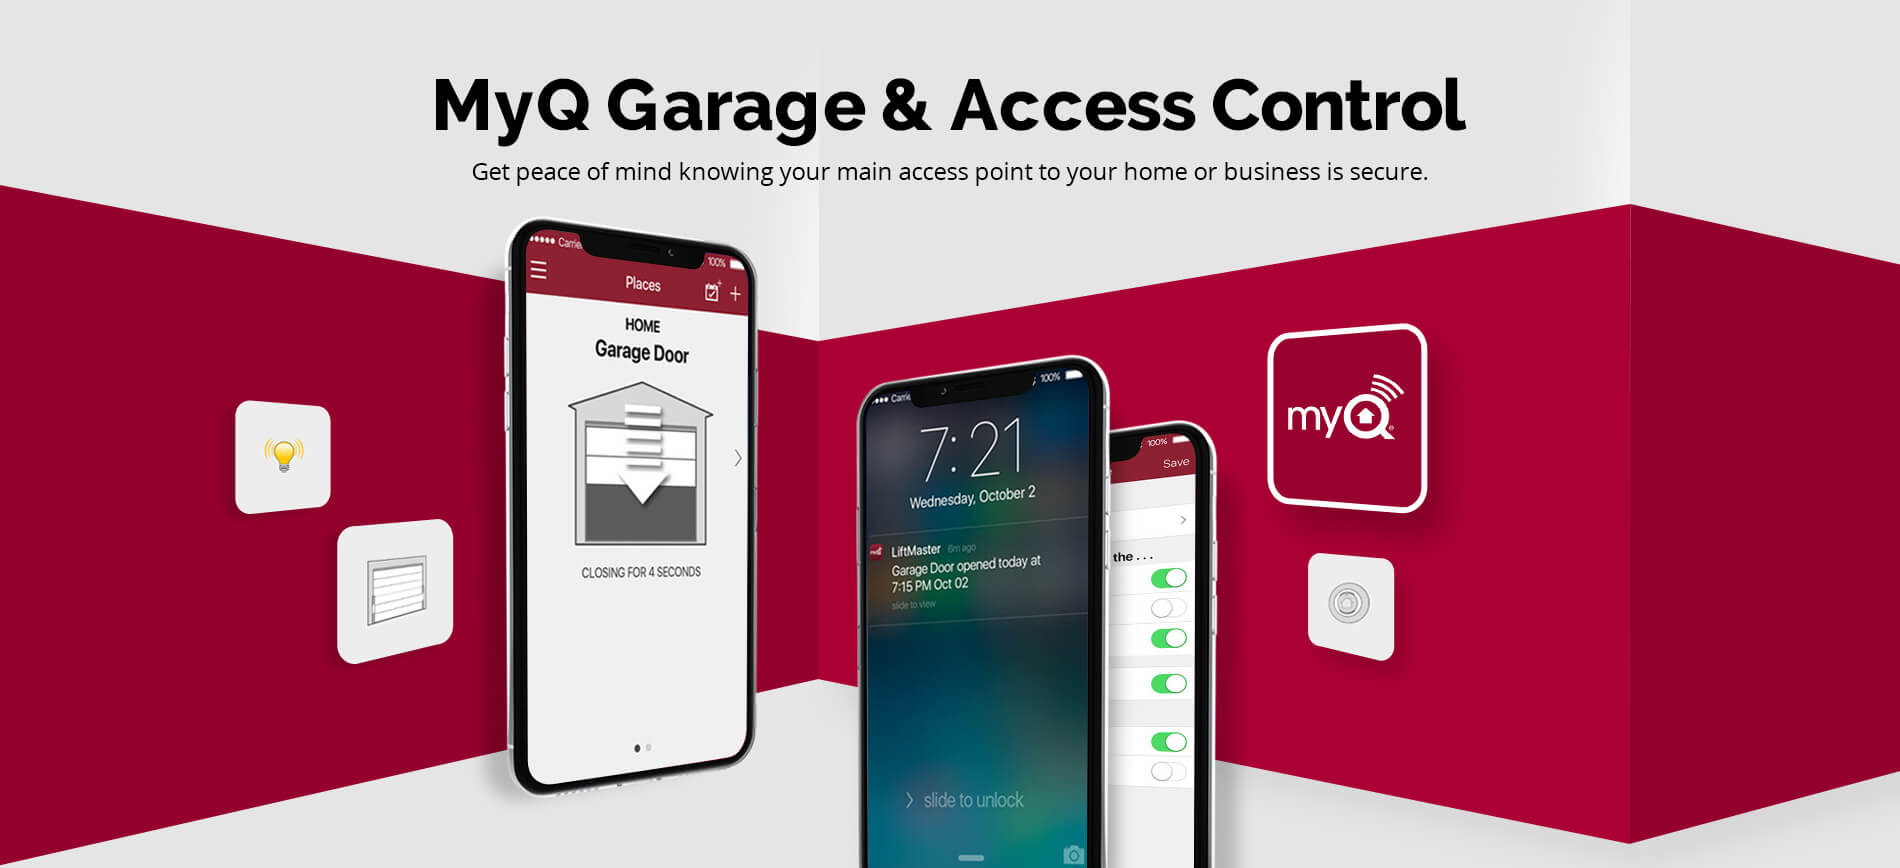 MyQ Garage & Access Control
Get peace of mind knowing your main access point to your home or business is secure.
100%
Places
HOME
Garage Door
CLOSING FOR 4 SECONDS
100%
7:21
Wednesday, October 2
LiftMaster 6m ago
Garage Door opened today at
7:15 PM Oct 02
slide to view
> slide to unlock
100%
Save
the . . .
myQ